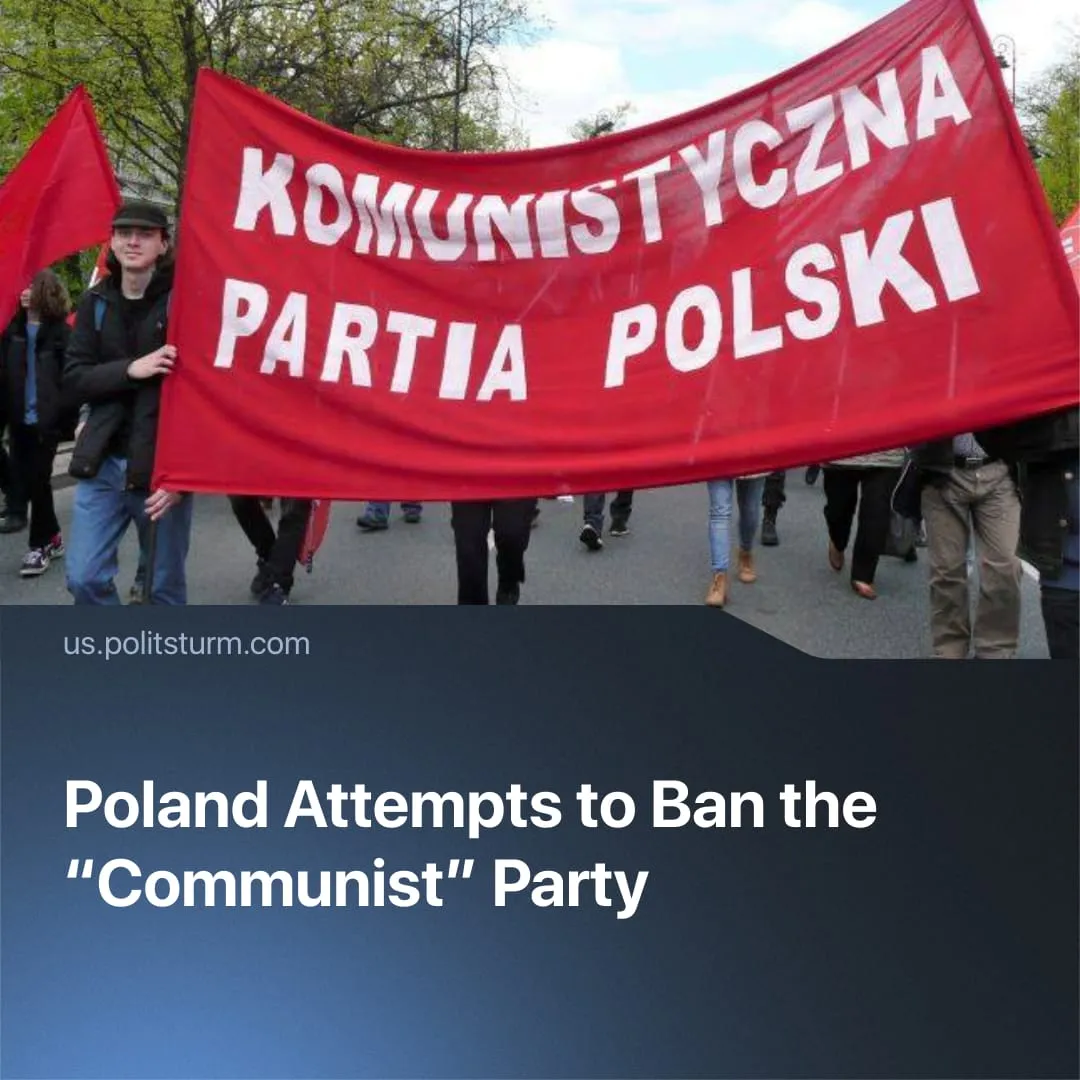 KOMUNISTYCZNA
PARTIA POLSKI
us.politsturm.com
Poland Attempts to Ban the
“Communist” Party